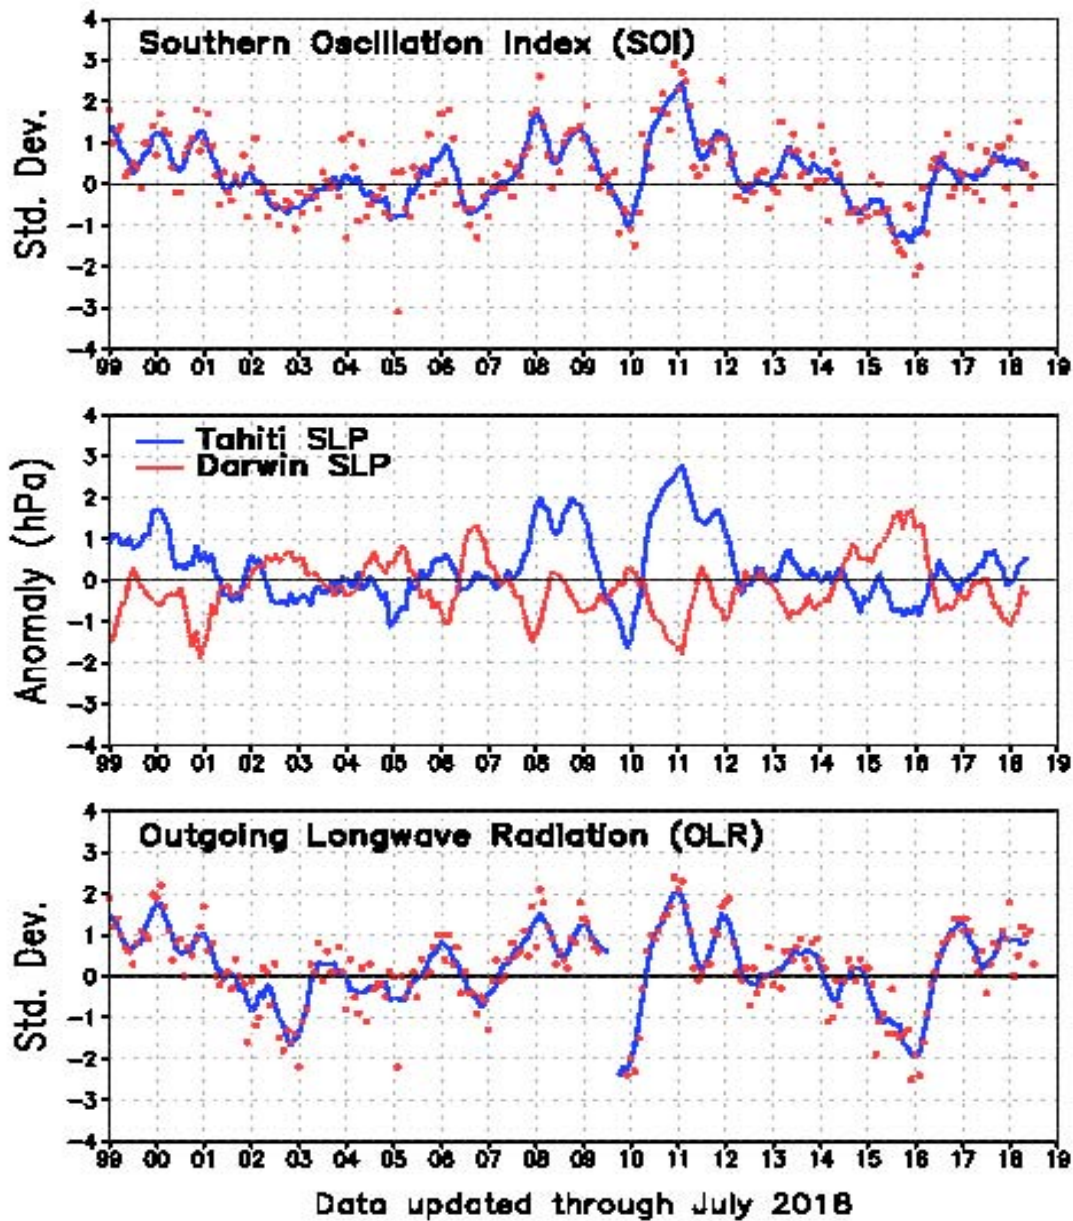 Southern Oscillation Index (SOI)
Std. Dev.
4
3
2
1
0
-1
-2
-3
-4
99 00 01 02 03 04 05 06 07 08 09 10 11 12 13 14 15 16 17 18 19
Tahiti SLP
Darwin SLP
Anomaly (hPa)
4
3
2
1
0
-1
-2
-3
-4
99 00 01 02 03 04 05 06 07 08 09 10 11 12 13 14 15 16 17 18 19
Outgoing Longwave Radiation (OLR)
Std. Dev.
4
3
2
1
0
-1
-2
-3
-4
99 00 01 02 03 04 05 06 07 08 09 10 11 12 13 14 15 16 17 18 19
Data updated through July 2018